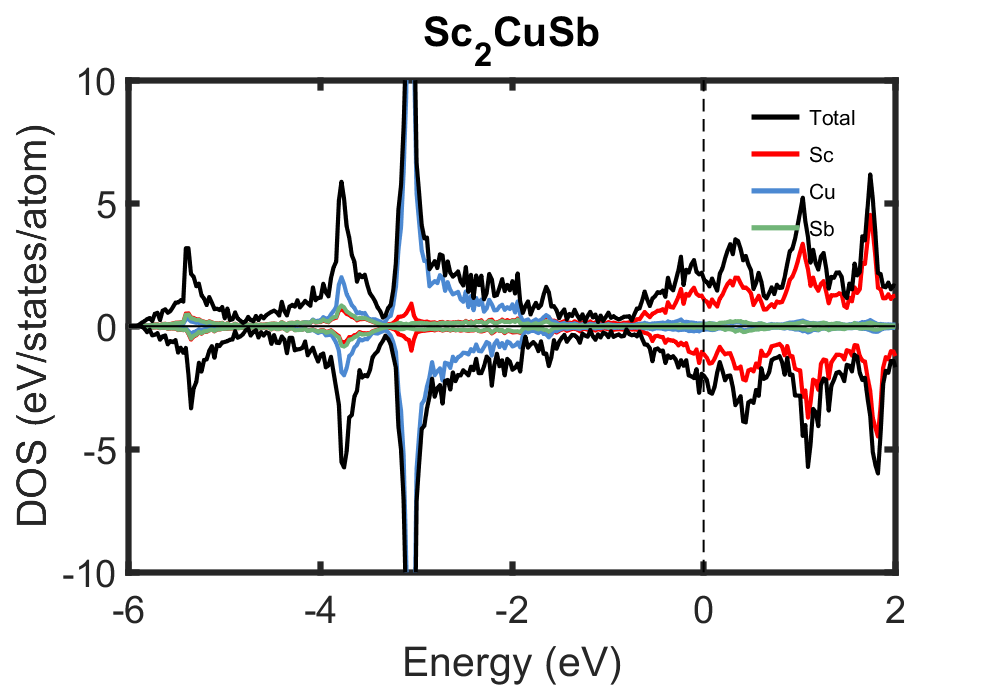 Sc2CuSb
DOS (eV/states/atom)
10
5
0
-5
-10
Total
Sc
Cu
Sb
-6 -4 -2 0 2
Energy (eV)